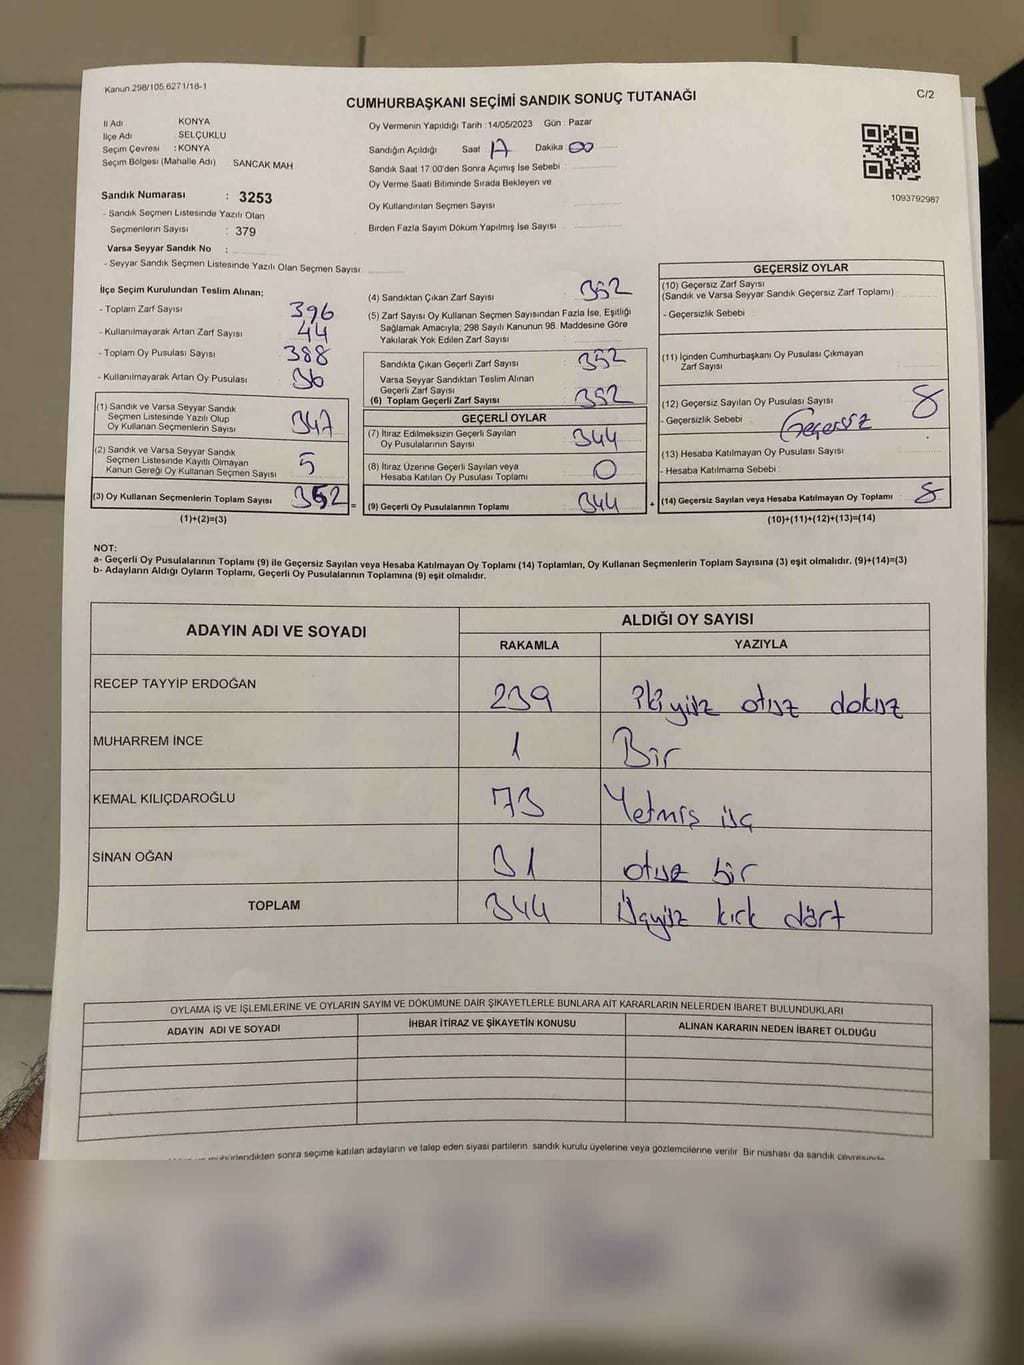 Kanun.298/105,6271/18-1
CUMHURBAŞKANI SEÇİMİ SANDIK SONUÇ TUTANAĞI
C/2
İl Adı KONYA
İlçe Adı SELÇUKLU
Seçim Çevresi : KONYA
Seçim Bölgesi (Mahalle Adı) : SANCAK MAH.
Sandık Numarası : 3253
- Sandık Seçmen Listesinde Yazılı Olan
Seçmenlerin Sayısı : 379
Varsa Seyyar Sandık No :
- Seyyar Sandık Seçmen Listesinde Yazılı Olan Seçmen Sayısı
Oy Vermenin Yapıldığı Tarih :14/05/2023 Gün : Pazar
Sandığın Açıldığı Saat 17 Dakika 00
Sandık Saat 17:00'den Sonra Açımış İse Sebebi :
Oy Verme Saati Bitiminde Sırada Bekleyen ve
Oy Kullandırılan Seçmen Sayısı
Birden Fazla Sayım Döküm Yapılmış İse Sayısı
1093792987
İlçe Seçim Kurulundan Teslim Alınan;
- Toplam Zarf Sayısı 396
- Kullanılmayarak Artan Zarf Sayısı 44
- Toplam Oy Pusulası Sayısı 388
- Kullanılmayarak Artan Oy Pusulası 36
(1) Sandık ve Varsa Seyyar Sandık
Seçmen Listesinde Yazılı Olup
Oy Kullanan Seçmenlerin Sayısı 347
(2) Sandık ve Varsa Seyyar Sandık
Seçmen Listesinde Kayıtlı Olmayan
Kanun Gereği Oy Kullanan Seçmen Sayısı 5
(3) Oy Kullanan Seçmenlerin Toplam Sayısı 352 =
(1)+(2)=(3)
(4) Sandıktan Çıkan Zarf Sayısı 352
(5) Zarf Sayısı Oy Kullanan Seçmen Sayısından Fazla İse, Eşitliği
Sağlamak Amacıyla; 298 Sayılı Kanunun 98. Maddesine Göre
Yakılarak Yok Edilen Zarf Sayısı
Sandıkta Çıkan Geçerli Zarf Sayısı 352
Varsa Seyyar Sandıktan Teslim Alınan
Geçerli Zarf Sayısı
(6) Toplam Geçerli Zarf Sayısı 352
GEÇERLİ OYLAR
(7) İtiraz Edilmeksizin Geçerli Sayılan
Oy Pusulalarının Sayısı 344
(8) İtiraz Üzerine Geçerli Sayılan veya
Hesaba Katılan Oy Pusulası Toplamı 0
(9) Geçerli Oy Pusulalarının Toplamı 344 +
GEÇERSİZ OYLAR
(10) Geçersiz Zarf Sayısı
(Sandık ve Varsa Seyyar Sandık Geçersiz Zarf Toplamı) :
- Geçersizlik Sebebi :
(11) İçinden Cumhurbaşkanı Oy Pusulası Çıkmayan
Zarf Sayısı
(12) Geçersiz Sayılan Oy Pusulası Sayısı 8
- Geçersizlik Sebebi : Geçersiz
(13) Hesaba Katılmayan Oy Pusulası Sayısı
- Hesaba Katılmama Sebebi :
(14) Geçersiz Sayılan veya Hesaba Katılmayan Oy Toplamı 8
(10)+(11)+(12)+(13)=(14)
NOT:
a- Geçerli Oy Pusulalarının Toplamı (9) ile Geçersiz Sayılan veya Hesaba Katılmayan Oy Toplamı (14) Toplamları, Oy Kullanan Seçmenlerin Toplam Sayısına (3) eşit olmalıdır. (9)+(14)=(3)
b- Adayların Aldığı Oyların Toplamı, Geçerli Oy Pusulalarının Toplamına (9) eşit olmalıdır.
ADAYIN ADI VE SOYADI
ALDIĞI OY SAYISI
RAKAMLA YAZIYLA
RECEP TAYYİP ERDOĞAN 239 İkiyüz otuz dokuz
MUHARREM İNCE 1 Bir
KEMAL KILIÇDAROĞLU 73 Yetmiş üç
SİNAN OĞAN 31 otuz bir
TOPLAM 344 Üçyüz kırk dört
OYLAMA İŞ VE İŞLEMLERİNE VE OYLARIN SAYIM VE DÖKÜMÜNE DAİR ŞİKAYETLERLE BUNLARA AİT KARARLARIN NELERDEN İBARET BULUNDUKLARI
ADAYIN ADI VE SOYADI İHBAR İTİRAZ VE ŞİKAYETİN KONUSU ALINAN KARARIN NEDEN İBARET OLDUĞU
mühürlendikten sonra seçime katılan adayların ve talep eden siyasi partilerin sandık kurulu üyelerine veya gözlemcilerine verilir. Bir nüshası da sandık çevresinde